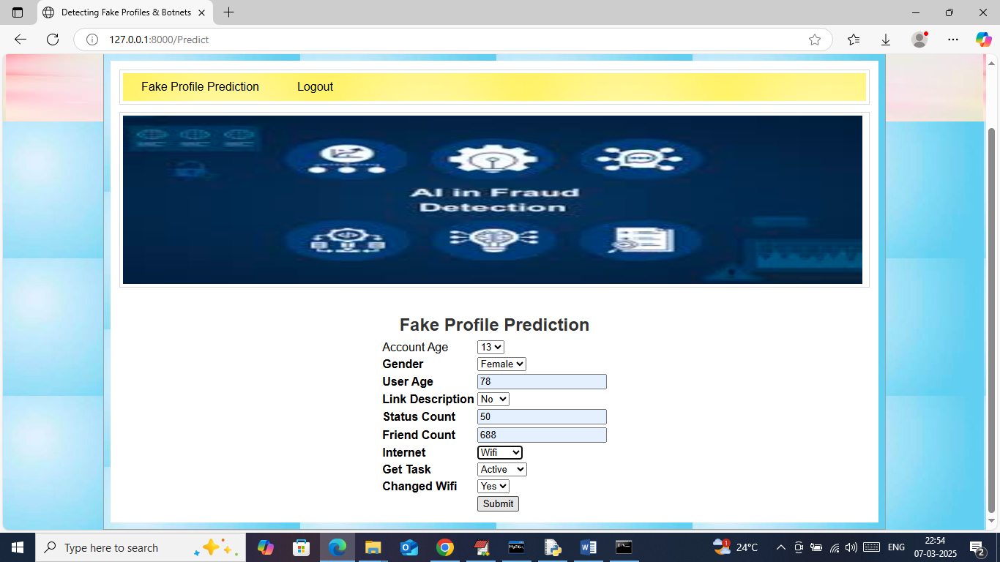 Detecting Fake Profiles & Botnets
127.0.0.1:8000/Predict
Fake Profile Prediction Logout
AI in Fraud
Detection
Fake Profile Prediction
Account Age 13
Gender Female
User Age 78
Link Description No
Status Count 50
Friend Count 688
Internet Wifi
Get Task Active
Changed Wifi Yes
Submit
Type here to search 1 24°C ENG 22:54
07-03-2025 2